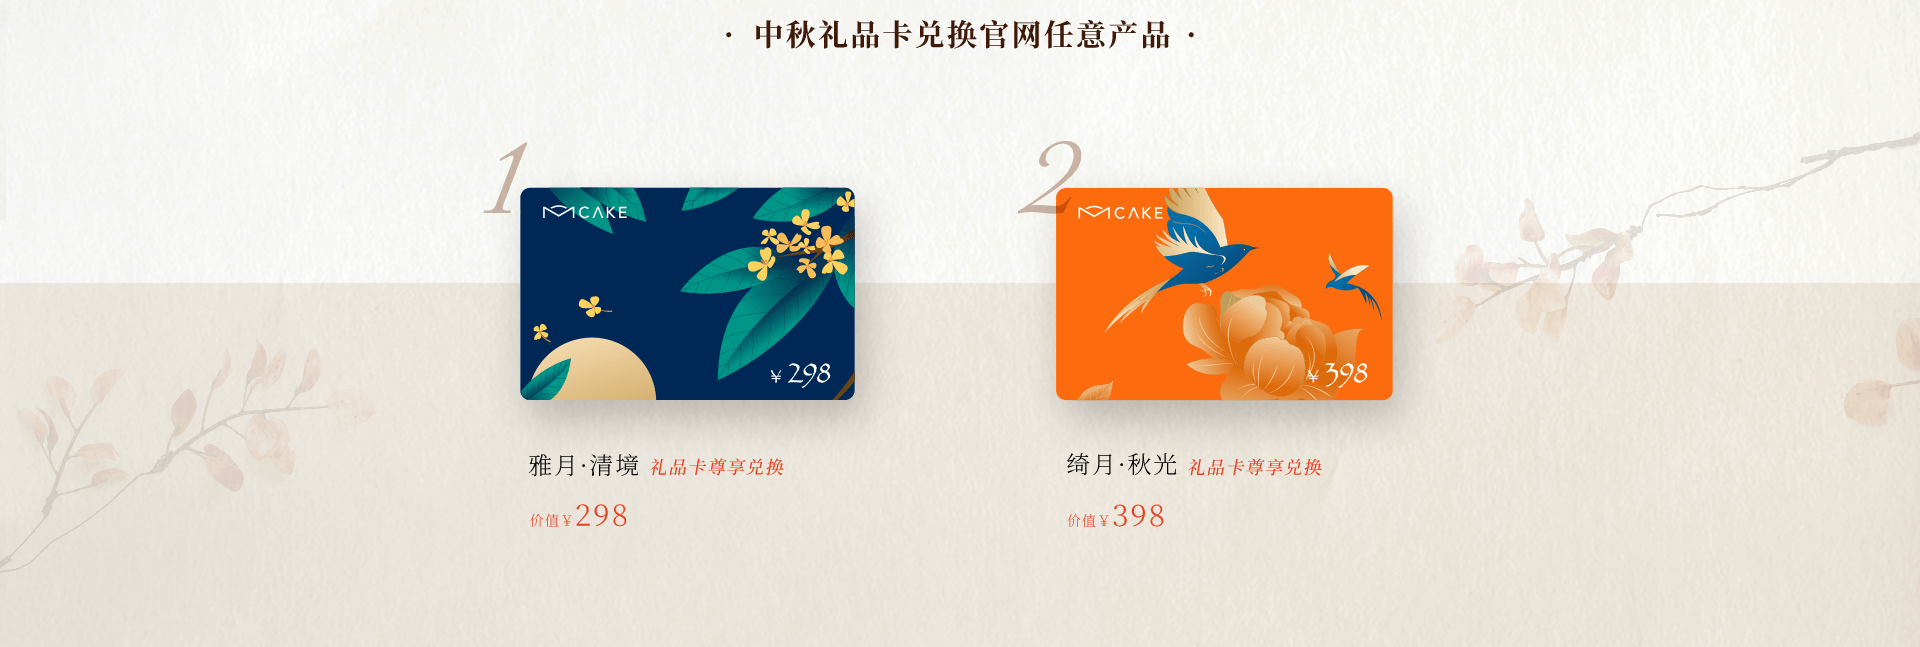 · 中秋礼品卡兑换官网任意产品 ·
1
MCAKE
¥ 298
雅月·清境 礼品卡尊享兑换
价值¥298
2
MCAKE
¥ 398
绮月·秋光 礼品卡尊享兑换
价值¥398